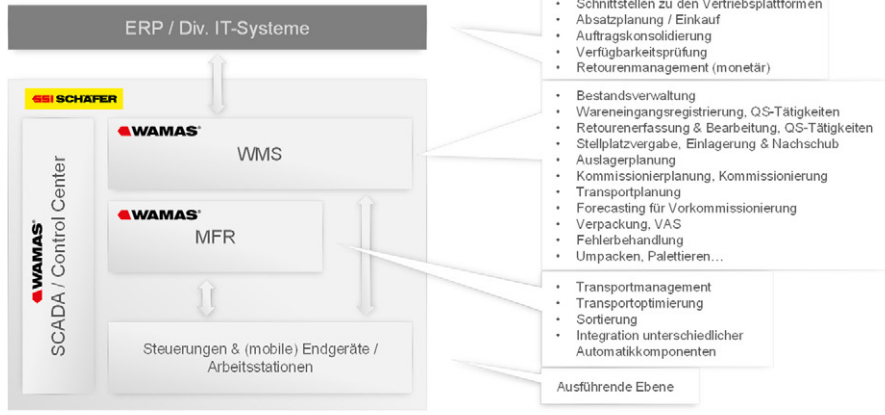 ERP / Div. IT-Systeme
SSI SCHÄFER
WAMAS
SCADA / Control Center
WAMAS®
WMS
WAMAS®
MFR
Steuerungen & (mobile) Endgeräte /
Arbeitsstationen
• Schnittstellen zu den Vertriebsplattformen
• Absatzplanung / Einkauf
• Auftragskonsolidierung
• Verfügbarkeitsprüfung
• Retourenmanagement (monetär)
• Bestandsverwaltung
• Wareneingangsregistrierung, QS-Tätigkeiten
• Retourenerfassung & Bearbeitung, QS-Tätigkeiten
• Stellplatzvergabe, Einlagerung & Nachschub
• Auslagerplanung
• Kommissionierplanung, Kommissionierung
• Transportplanung
• Forecasting für Vorkommissionierung
• Verpackung, VAS
• Fehlerbehandlung
• Umpacken, Palettieren…
• Transportmanagement
• Transportoptimierung
• Sortierung
• Integration unterschiedlicher
Automatikkomponenten
Ausführende Ebene